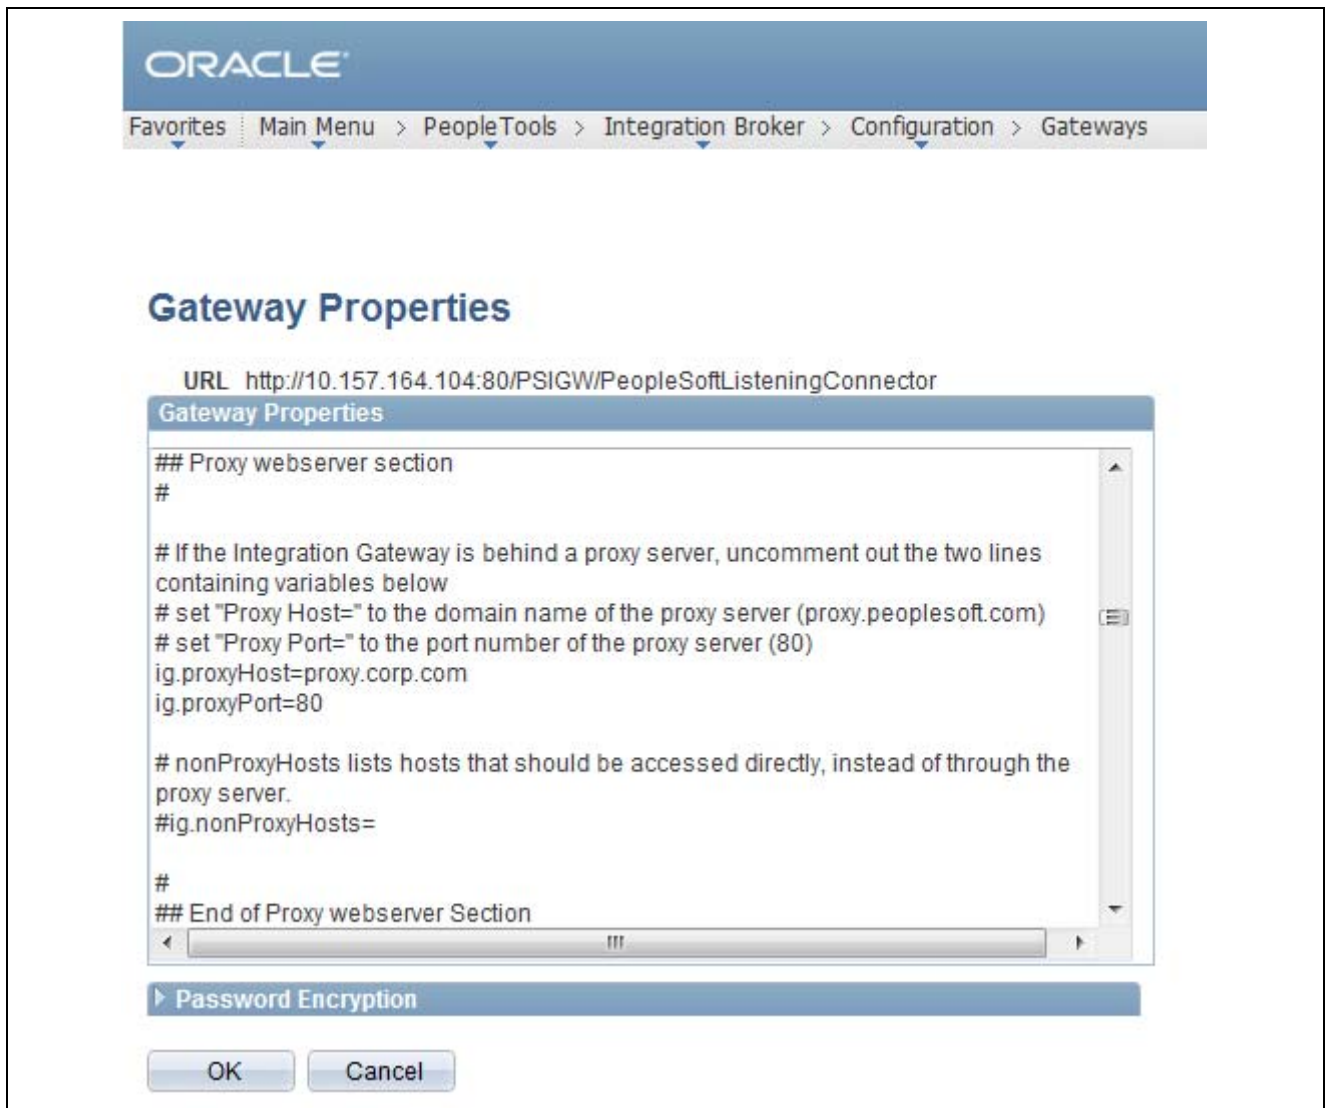 ORACLE
Favorites Main Menu > PeopleTools > Integration Broker > Configuration > Gateways
Gateway Properties
URL http://10.157.164.104:80/PSIGW/PeopleSoftListeningConnector
Gateway Properties
## Proxy webserver section
#
# If the Integration Gateway is behind a proxy server, uncomment out the two lines
containing variables below
# set "Proxy Host=" to the domain name of the proxy server (proxy.peoplesoft.com)
# set "Proxy Port=" to the port number of the proxy server (80)
ig.proxyHost=proxy.corp.com
ig.proxyPort=80
# nonProxyHosts lists hosts that should be accessed directly, instead of through the
proxy server.
#ig.nonProxyHosts=
#
## End of Proxy webserver Section
Password Encryption
OK Cancel